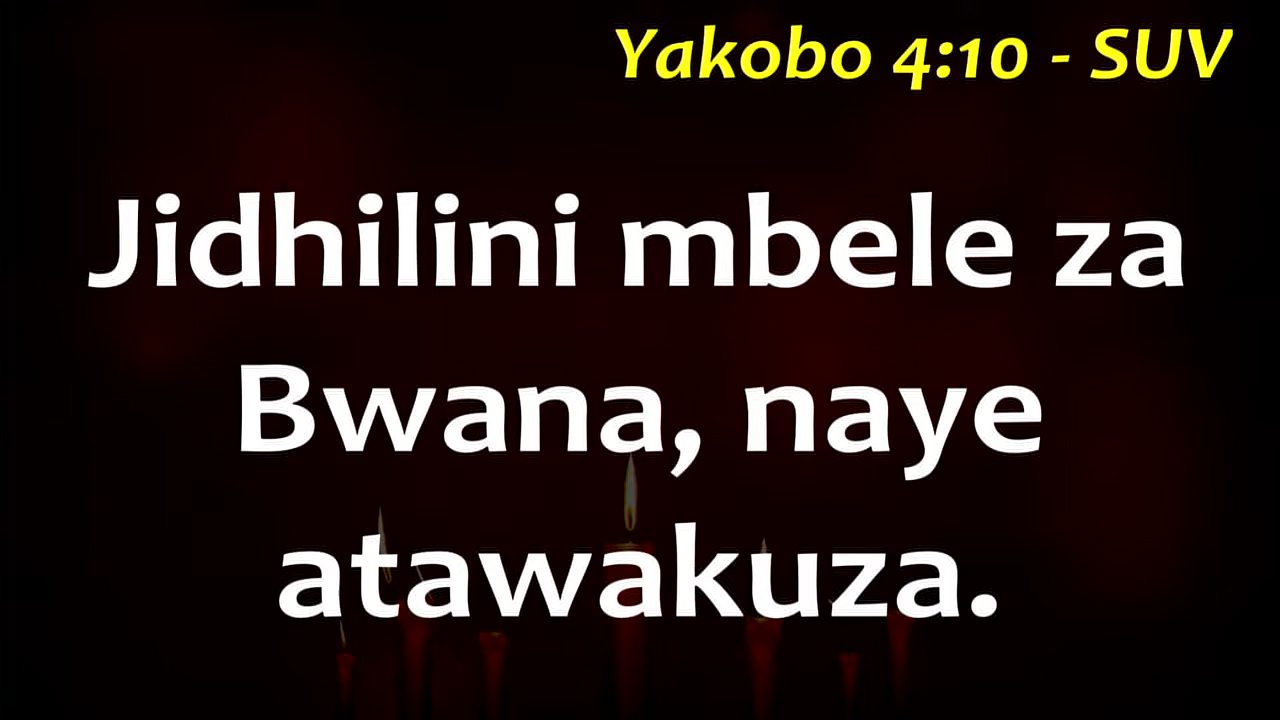 Yakobo 4:10 - SUV
Jidhilini mbele za
Bwana, naye
atawakuza.